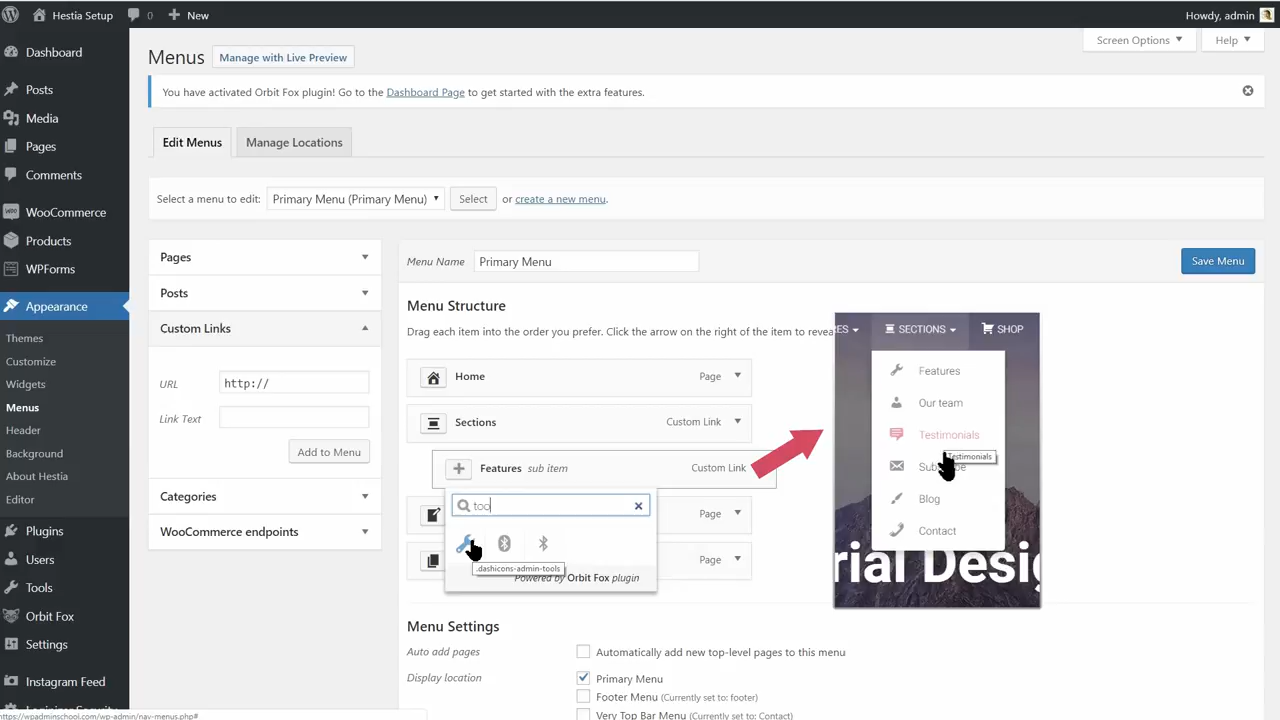 Hestia Setup 0 New Howdy, admin
Screen Options Help
Dashboard
Posts
Media
Pages
Comments
WooCommerce
Products
WPForms
Appearance
Themes
Customize
Widgets
Menus
Header
Background
About Hestia
Editor
Plugins
Users
Tools
Orbit Fox
Settings
Instagram Feed
https://wpadminschool.com/wp-admin/nav-menus.php#
Menus Manage with Live Preview
You have activated Orbit Fox plugin! Go to the Dashboard Page to get started with the extra features.
Edit Menus Manage Locations
Select a menu to edit: Primary Menu (Primary Menu) Select or create a new menu.
Pages
Posts
Custom Links
URL http://
Link Text
Add to Menu
Categories
WooCommerce endpoints
Menu Name Primary Menu Save Menu
Menu Structure
Drag each item into the order you prefer. Click the arrow on the right of the item to revea
Home Page
Sections Custom Link
Features sub item Custom Link
too
.dashicons-admin-tools
Powered by Orbit Fox plugin
Page
Page
RES SECTIONS SHOP
Features
Our team
Testimonials
Testimonials
Blog
Contact
rial Desig
Menu Settings
Auto add pages Automatically add new top-level pages to this menu
Display location Primary Menu
Footer Menu (Currently set to: footer)
Very Top Bar Menu (Currently set to: Contact)